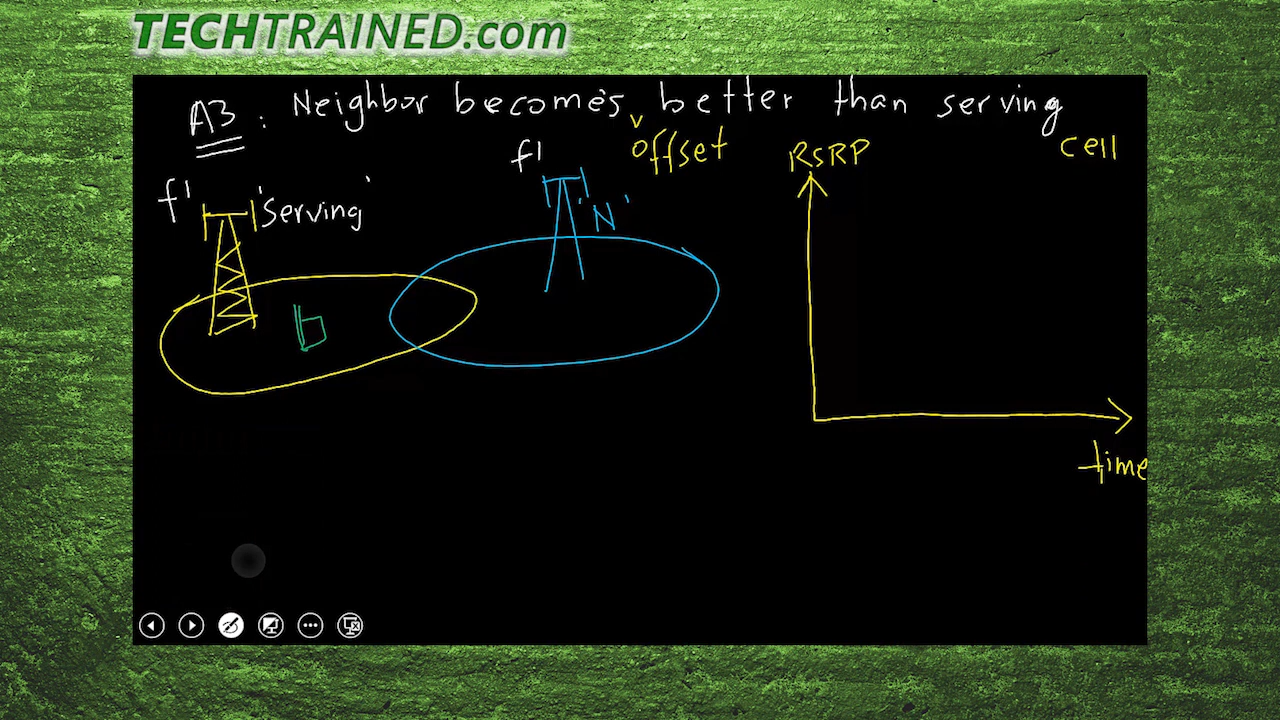 TECHTRAINED.com
A3 : Neighbor becomes better than serving
offset
cell
f1
RSRP
f1
'Serving'
'N'
time